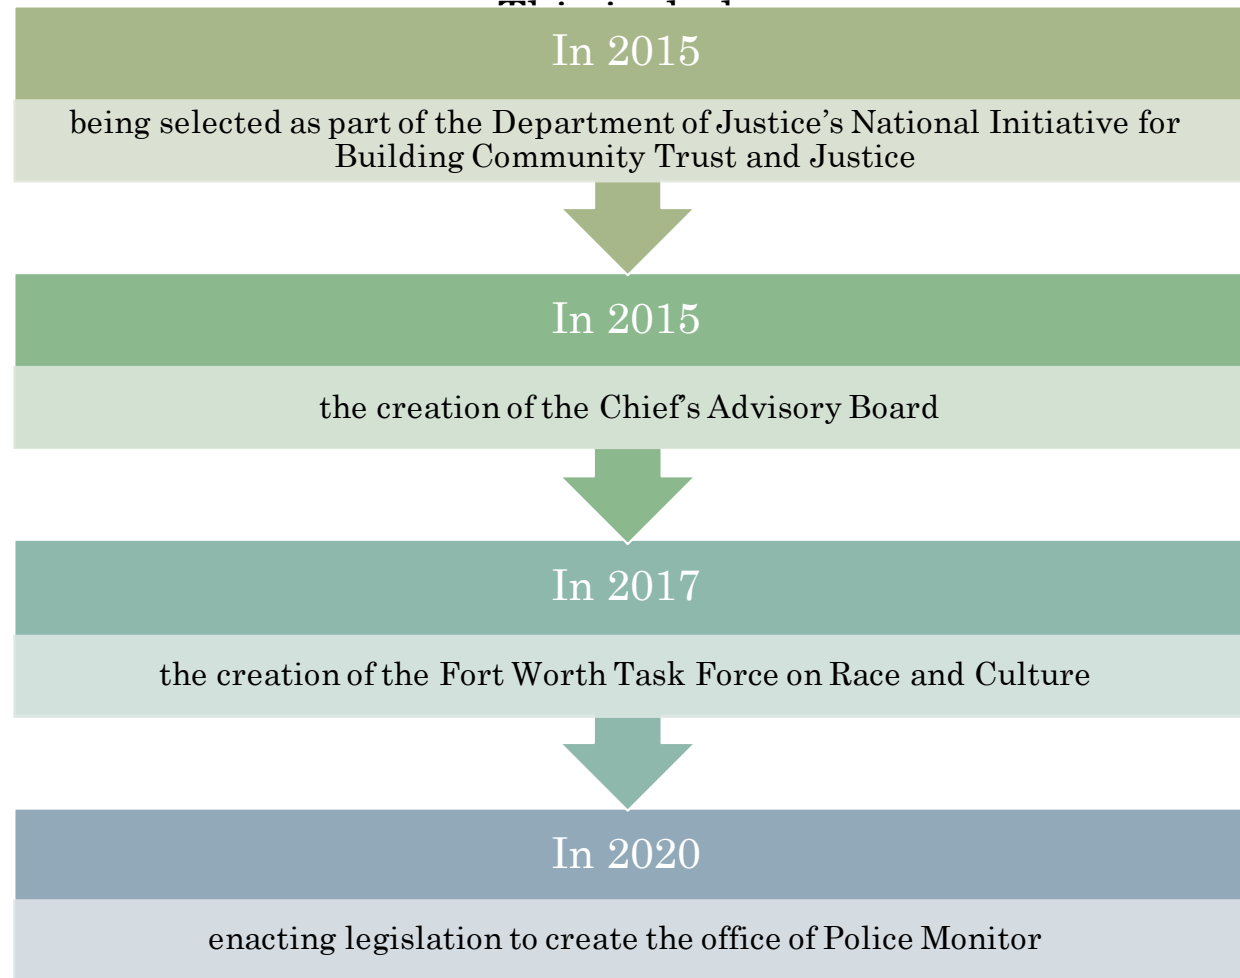 In 2015
being selected as part of the Department of Justice’s National Initiative for
Building Community Trust and Justice
In 2015
the creation of the Chief’s Advisory Board
In 2017
the creation of the Fort Worth Task Force on Race and Culture
In 2020
enacting legislation to create the office of Police Monitor